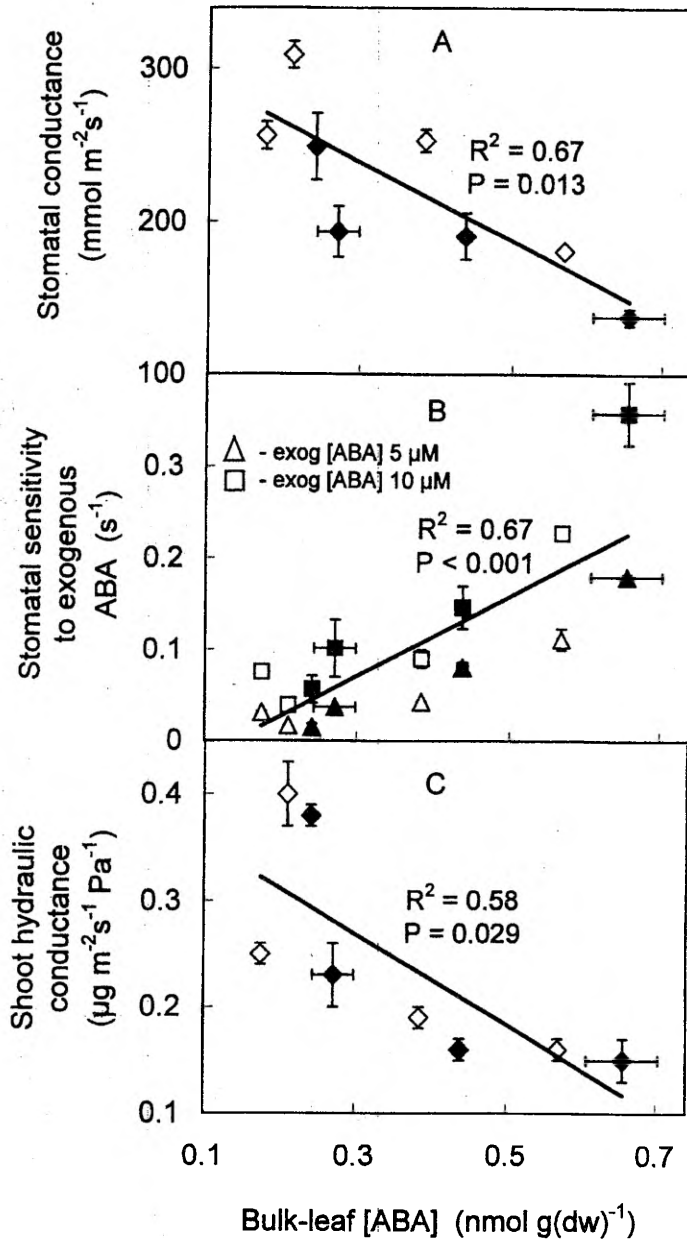 A
Stomatal conductance
(mmol m⁻²s⁻¹)
300
200
100
R² = 0.67
P = 0.013
B
Stomatal sensitivity
to exogenous
ABA (s⁻¹)
0.3
0.2
0.1
0
△ - exog [ABA] 5 µM
□ - exog [ABA] 10 µM
R² = 0.67
P < 0.001
C
Shoot hydraulic
conductance
(µg m⁻²s⁻¹ Pa⁻¹)
0.4
0.3
0.2
0.1
R² = 0.58
P = 0.029
0.1 0.3 0.5 0.7
Bulk-leaf [ABA] (nmol g(dw)⁻¹)